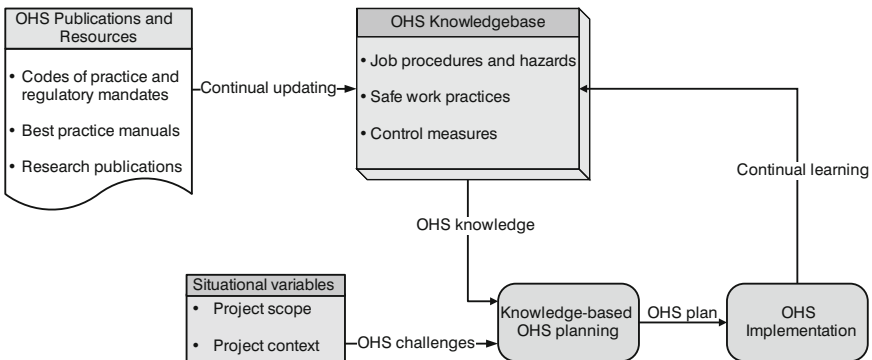 OHS Publications and
Resources
• Codes of practice and
regulatory mandates
• Best practice manuals
• Research publications
Continual updating
OHS Knowledgebase
• Job procedures and hazards
• Safe work practices
• Control measures
Continual learning
OHS knowledge
Situational variables
• Project scope
• Project context
OHS challenges
Knowledge-based
OHS planning
OHS plan
OHS
Implementation